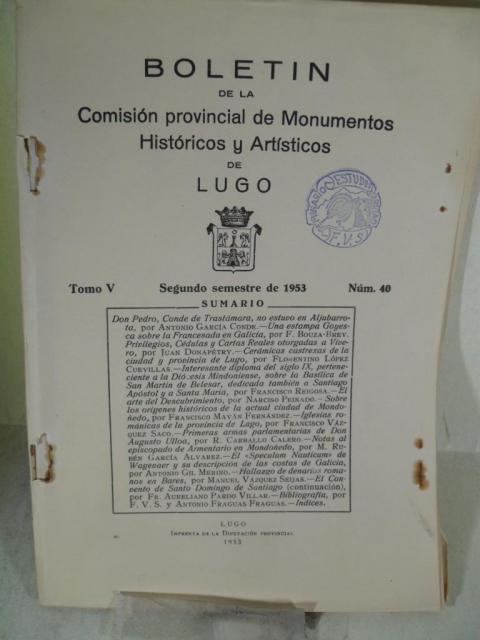 BOLETIN
DE LA
Comisión provincial de Monumentos
Históricos y Artísticos
DE
LUGO
F. V. S.
Tomo V Segundo semestre de 1953 Núm. 40
SUMARIO
Don Pedro, Conde de Trastámara, no estuvo en Aljubarro-
ta, por ANTONIO GARCÍA CONDE.—Una estampa Goyes-
ca sobre la Francesada en Galicia, por F. BOUZA-BREY.
Privilegios, Cédulas y Cartas Reales otorgadas a Vive-
ro, por JUAN DONAPÉTRY.—Cerámicas castrexas de la
ciudad y provincia de Lugo, por FLORENTINO LÓPEZ
CUEVILLAS.—Interesante diploma del siglo IX, pertene-
ciente a la Diócesis Mindoniense, sobre la Basílica de
San Martín de Belesar, dedicada también a Santiago
Apóstol y a Santa María, por FRANCISCO REIGOSA.—El
arte del Descubrimiento, por NARCISO PEINADO.—Sobre
los orígenes históricos de la actual ciudad de Mondo-
ñedo, por FRANCISCO MAYÁN FERNÁNDEZ.—Iglesias ro-
mánicas de la provincia de Lugo, por FRANCISCO VÁZ-
QUEZ SACO.—Primeras armas parlamentarias de Don
Augusto Ulloa, por R. CARBALLO CALERO.—Notas al
episcopado de Armentario en Mondoñedo, por M. RU-
BÉN GARCÍA ALVAREZ.—El «Speculum Nauticum» de
Wagenaer y su descripción de las costas de Galicia,
por ANTONIO GIL MERINO.—Hallazgo de denarios roma-
nos en Bares, por MANUEL VÁZQUEZ SEIJAS.—El Con-
vento de Santo Domingo de Santiago (continuación),
por FR. AURELIANO PARDO VILLAR.—Bibliografía, por
F. V. S. y ANTONIO FRAGUAS FRAGUAS.—Indices.
LUGO
IMPRENTA DE LA DIPUTACIÓN PROVINCIAL
1953